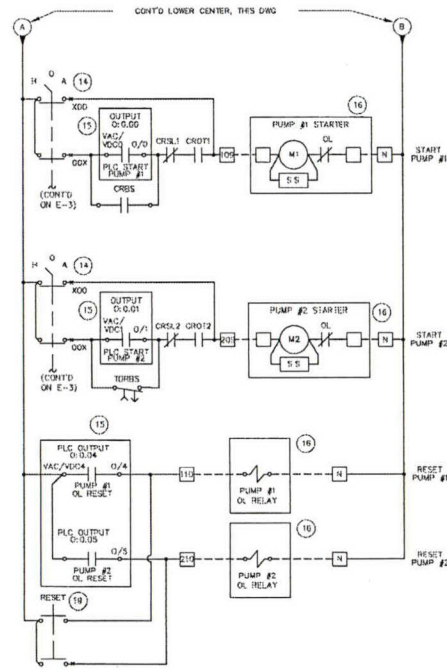 CONT'D LOWER CENTER, THIS DWG
A
B
H O A
14
XOO
15
OUTPUT
O:0.00
VAC/
VDC0
O/0
PLC START
PUMP #1
CRSL1
CROT1
CRBS
OOX
(CONT'D
ON E-3)
109
16
PUMP #1 STARTER
M1
OL
SS
N
START
PUMP #1
H O A
14
XOO
15
OUTPUT
O:0.01
VAC/
VDC1
O/1
PLC START
PUMP #2
CRSL2
CROT2
TDRBS
OOX
(CONT'D
ON E-3)
209
16
PUMP #2 STARTER
M2
OL
SS
N
START
PUMP #2
15
PLC OUTPUT
O:0.04
VAC/VDC4
O/4
PUMP #1
OL RESET
110
16
PUMP #1
OL RELAY
N
RESET
PUMP #1
PLC OUTPUT
O:0.05
O/5
PUMP #2
OL RESET
210
16
PUMP #2
OL RELAY
N
RESET
PUMP #2
RESET